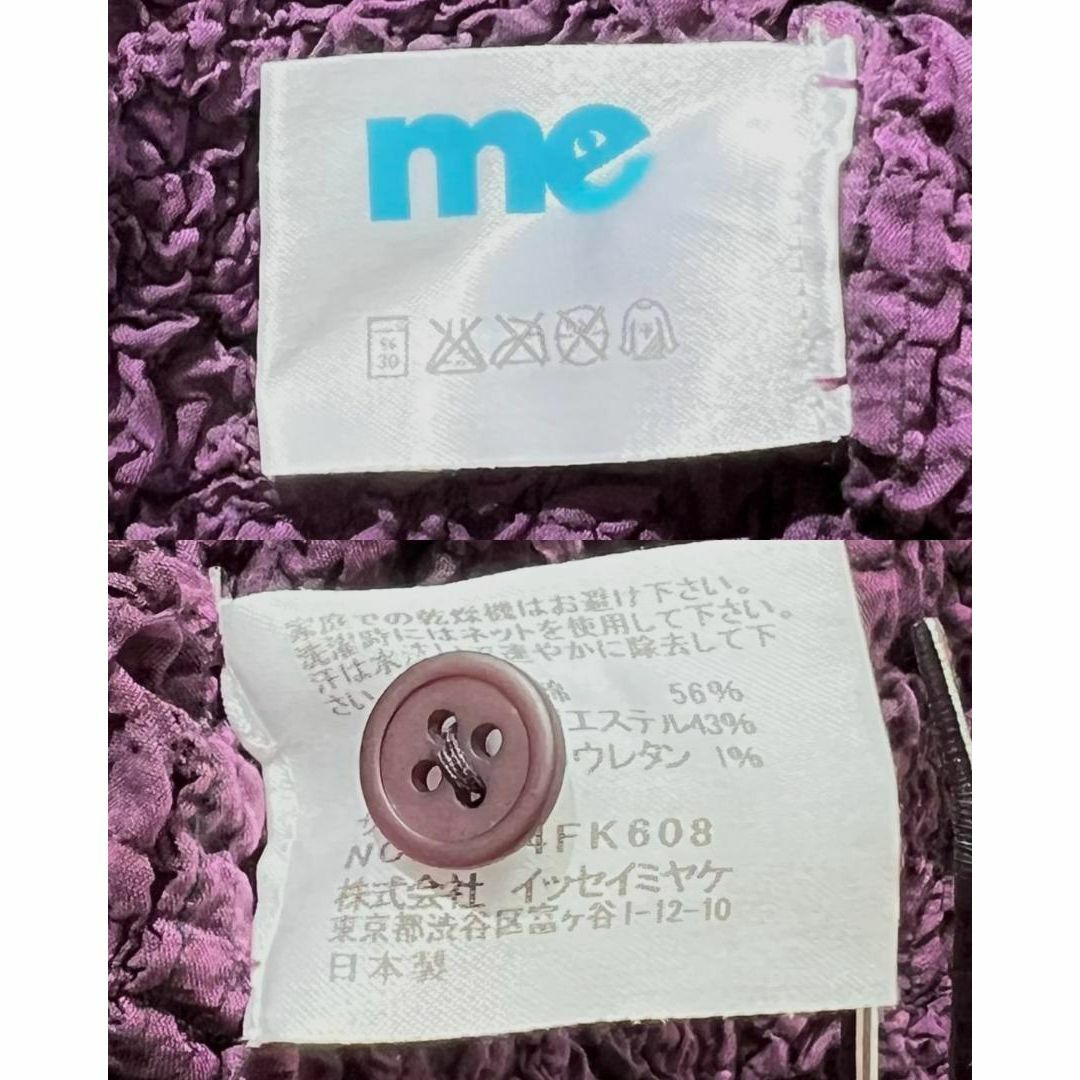 me
30
家庭での乾燥機はお避け下さい。
洗濯時にはネットを使用して下さい。
汗は水 速やかに除去して下
さい
綿 56%
エステル43%
ウレタン 1%
4FK608
株式会社 イッセイミヤケ
東京都渋谷区富ヶ谷1-12-10
日本製